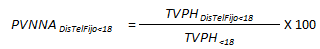 PVNNA DisTelFijo<18 = TVPH DisTelFijo<18 / TVPH <18 X 100